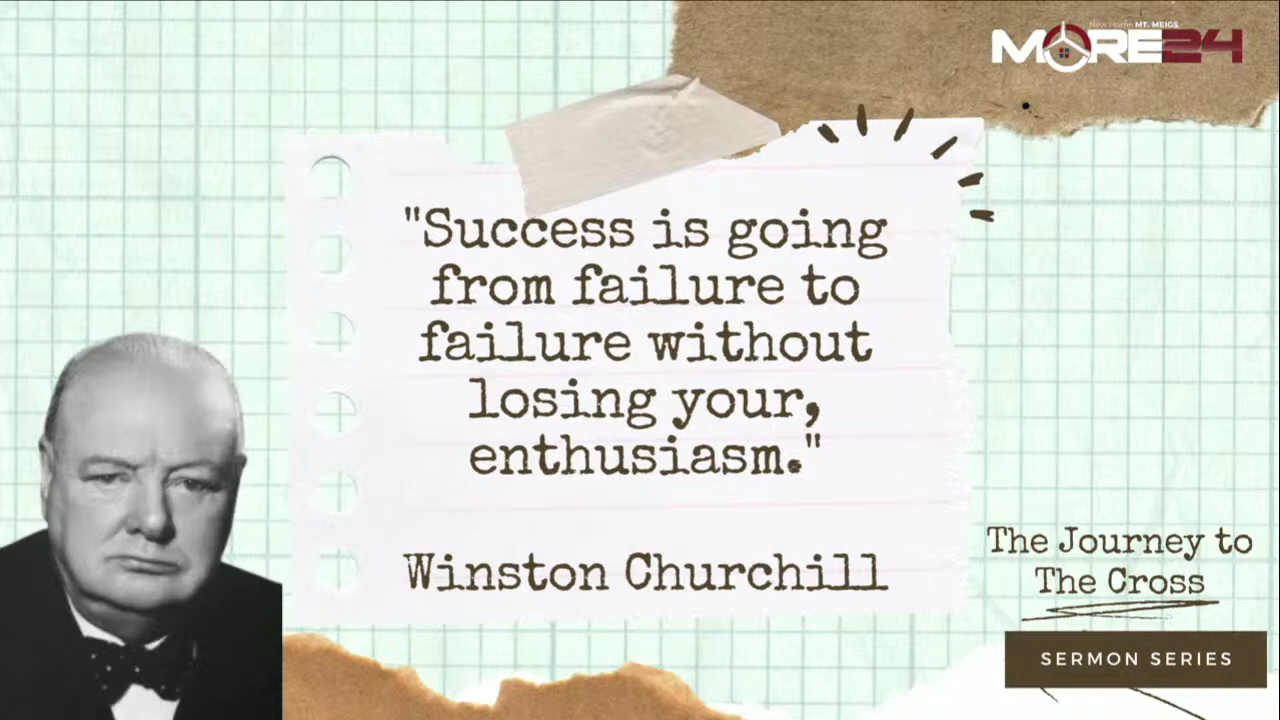 New Home MT. MEIGS
MORE24
"Success is going
from failure to
failure without
losing your,
enthusiasm."
Winston Churchill
The Journey to
The Cross
SERMON SERIES